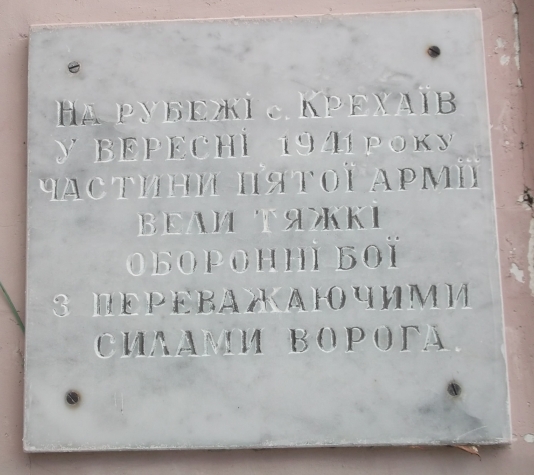 На рубежі с. Крехаїв
у вересні 1941 року
частини п'ятої армії
вели тяжкі
оборонні бої
з переважаючими
силами ворога.